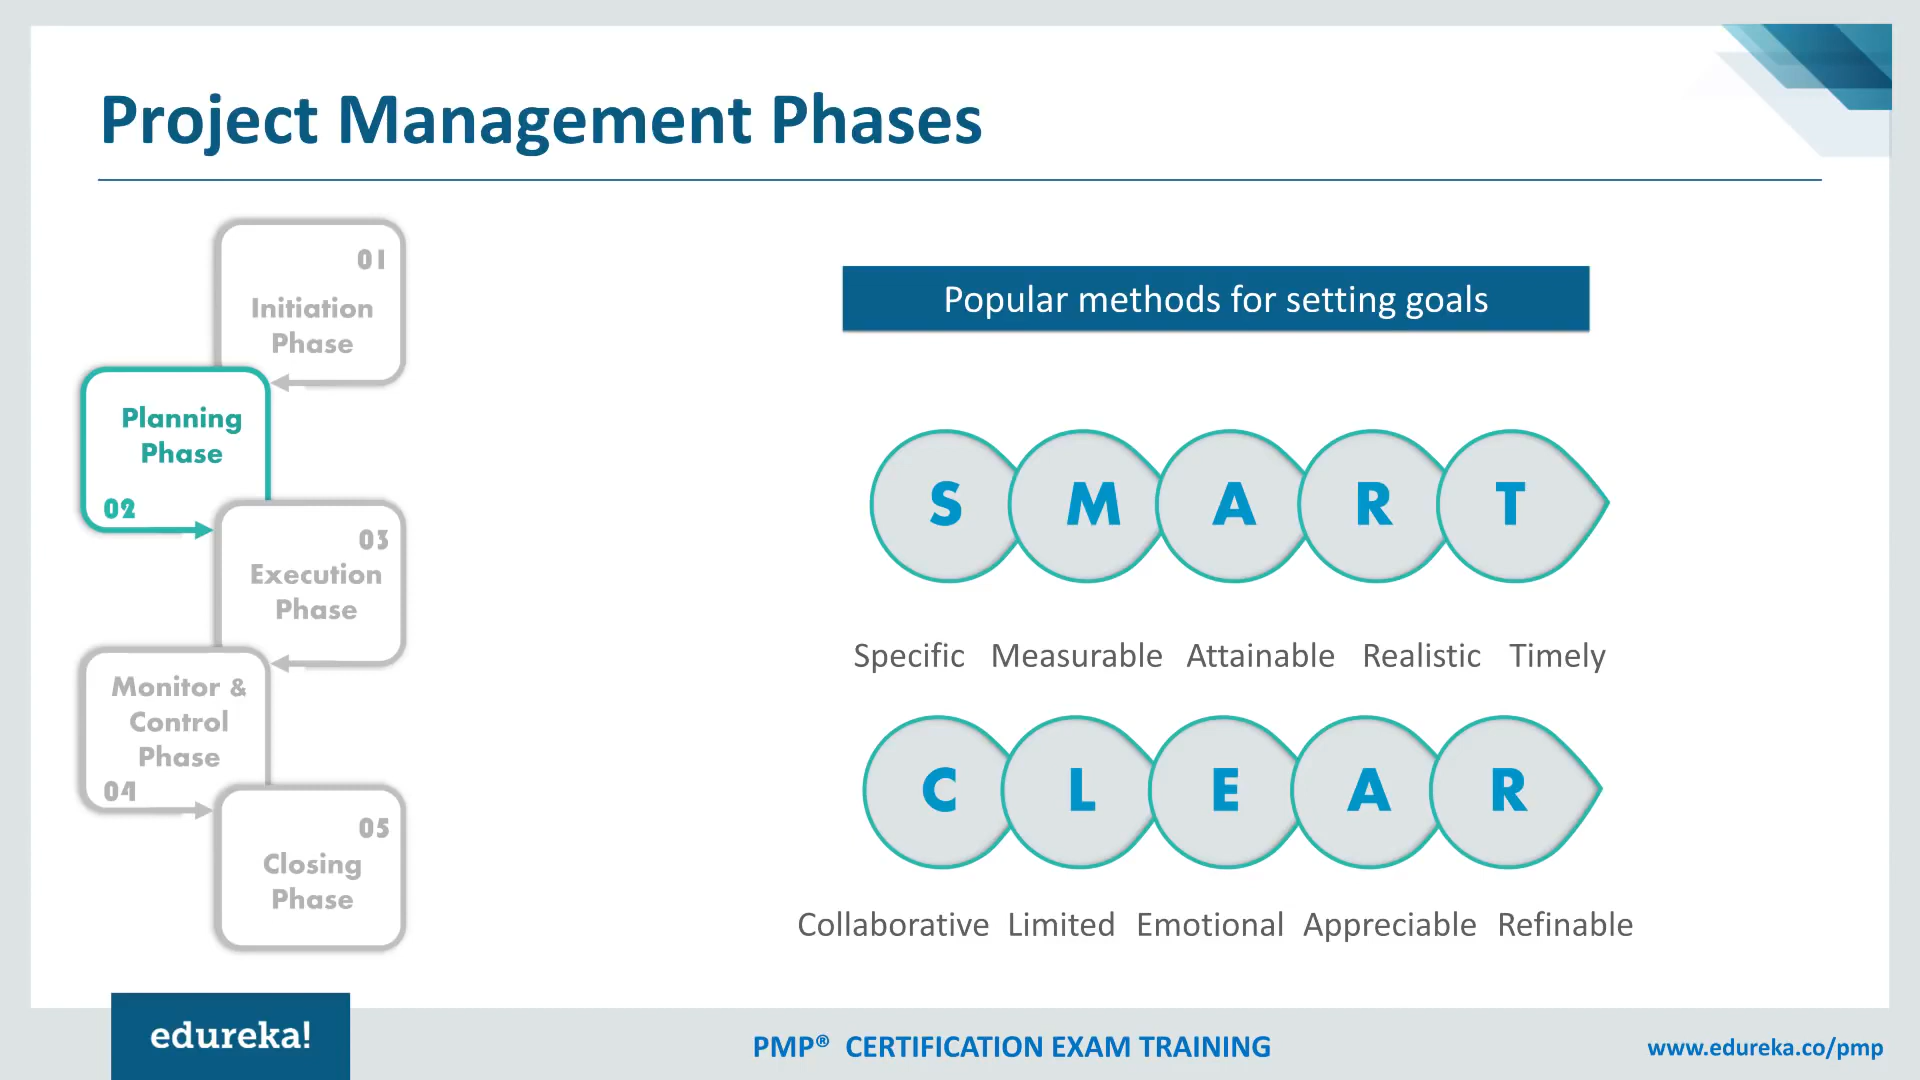 Project Management Phases
01
Initiation
Phase
Planning
Phase
02
03
Execution
Phase
Monitor &
Control
Phase
04
05
Closing
Phase
Popular methods for setting goals
S M A R T
Specific Measurable Attainable Realistic Timely
C L E A R
Collaborative Limited Emotional Appreciable Refinable
edureka!
PMP® CERTIFICATION EXAM TRAINING
www.edureka.co/pmp